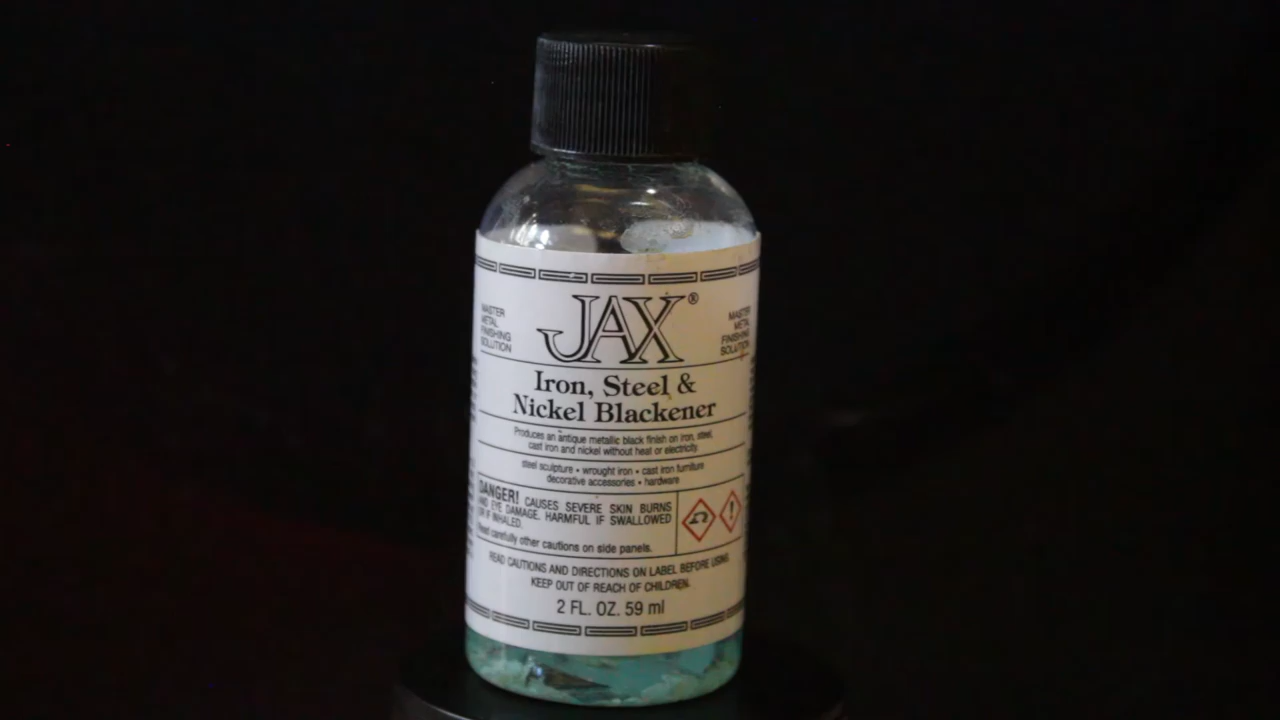 JAX®
MASTER
METAL
FINISHING
SOLUTION
MASTER
METAL
FINISHING
SOLUTION
Iron, Steel &
Nickel Blackener
Produces an antique metallic black finish on iron, steel,
cast iron and nickel without heat or electricity.
steel sculpture • wrought iron • cast iron furniture
decorative accessories • hardware
DANGER! CAUSES SEVERE SKIN BURNS
AND EYE DAMAGE. HARMFUL IF SWALLOWED
OR IF INHALED.
Read carefully other cautions on side panels.
READ CAUTIONS AND DIRECTIONS ON LABEL BEFORE USING.
KEEP OUT OF REACH OF CHILDREN.
2 FL. OZ. 59 ml